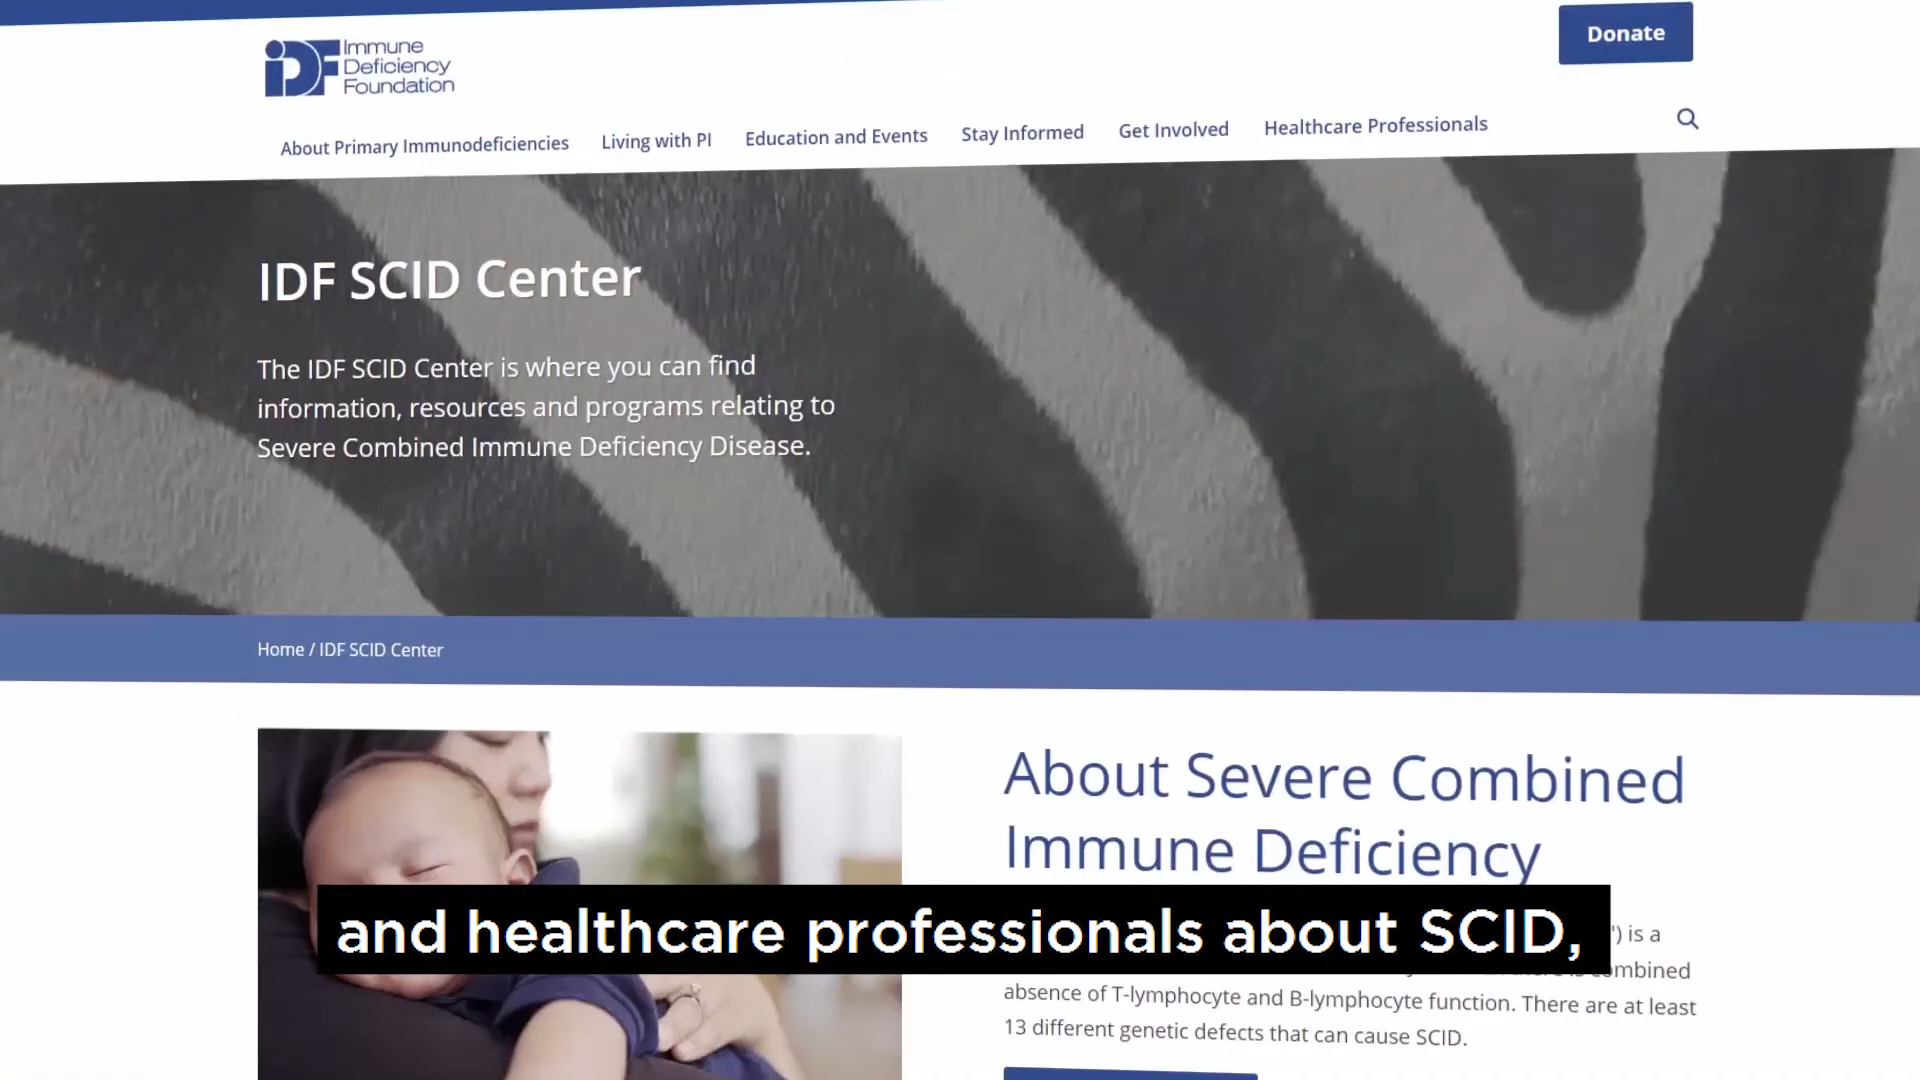 iDF Immune
Deficiency
Foundation
Donate
About Primary Immunodeficiencies
Living with PI
Education and Events
Stay Informed
Get Involved
Healthcare Professionals
IDF SCID Center
The IDF SCID Center is where you can find
information, resources and programs relating to
Severe Combined Immune Deficiency Disease.
Home / IDF SCID Center
About Severe Combined
Immune Deficiency
and healthcare professionals about SCID,
") is a
combined
absence of T-lymphocyte and B-lymphocyte function. There are at least
13 different genetic defects that can cause SCID.